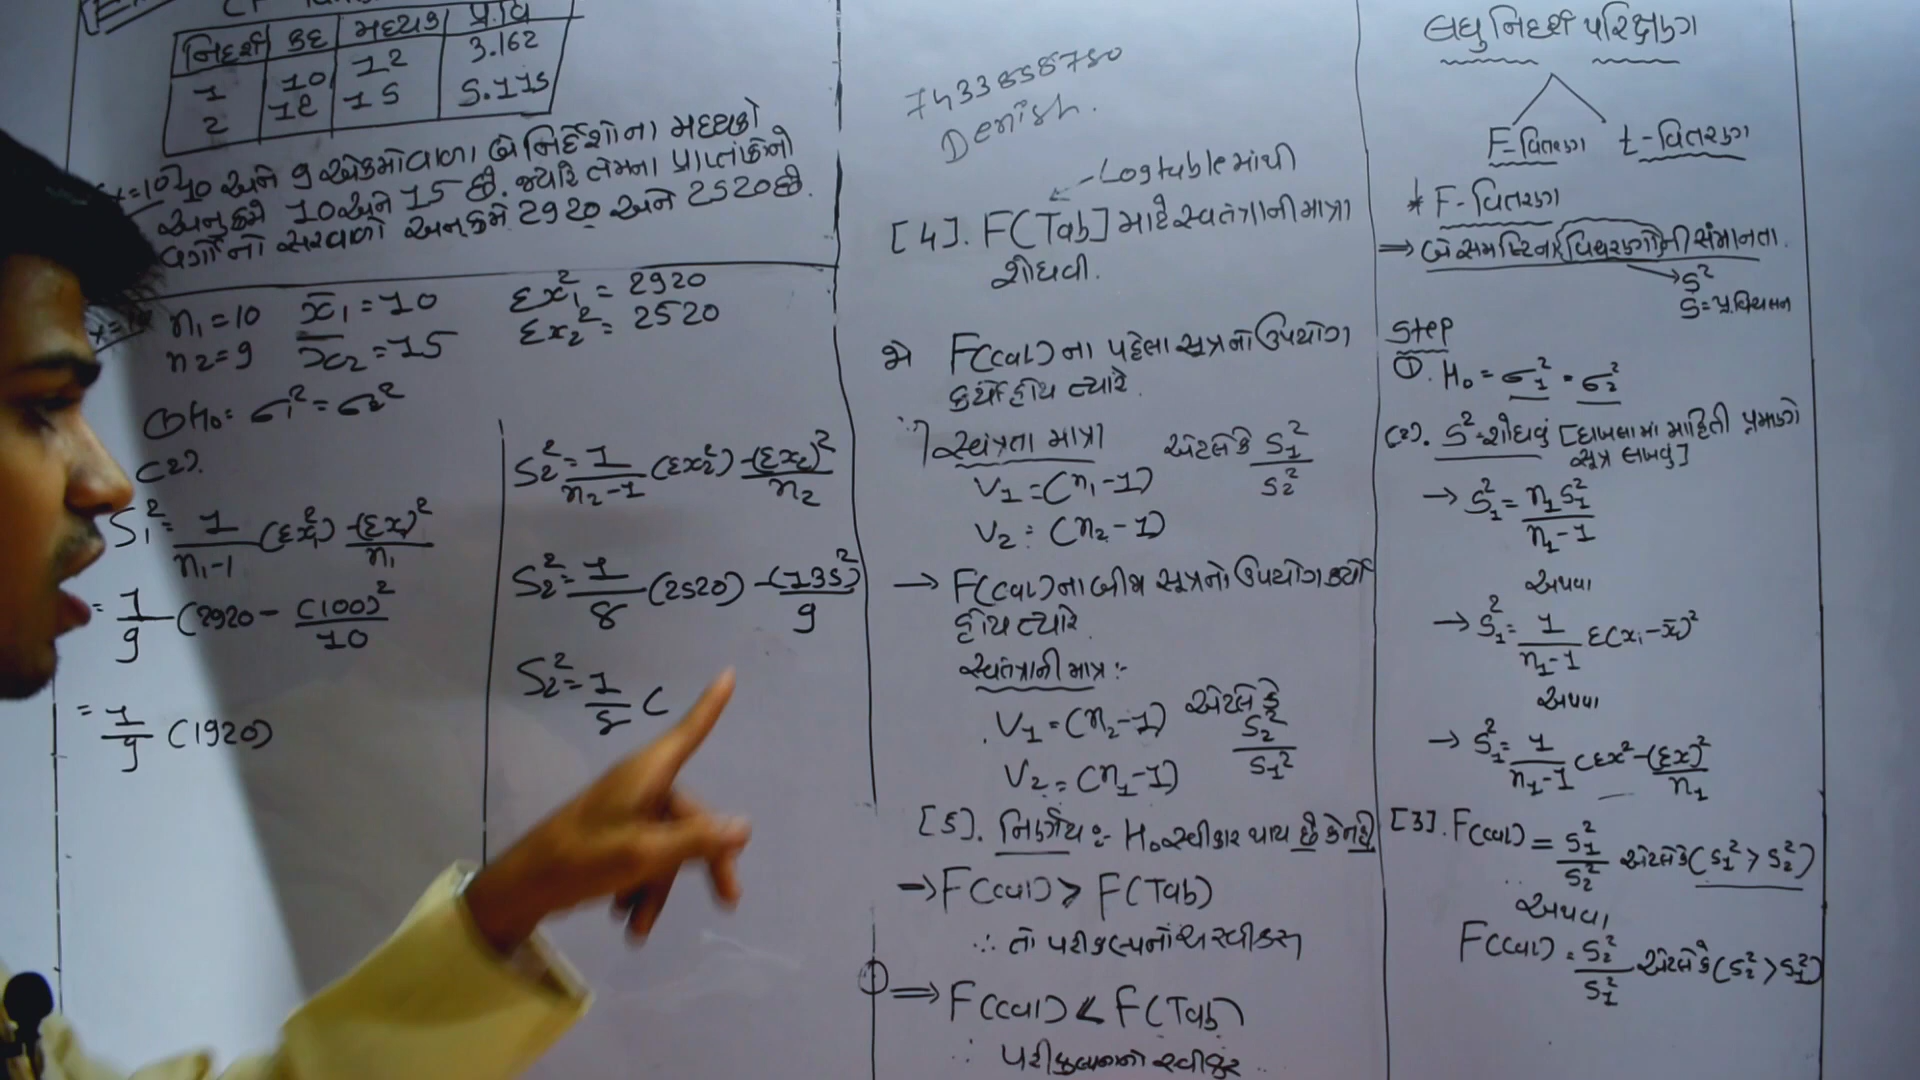 નિદર્શ કદ મધ્યક પ્ર.વિ
1 10 12 3.162
2 12 15 5.115
10 અને 9 એકમોવાળા બે નિર્દેશોના મધ્યકો
અનુક્રમે 10 અને 15 છે. જ્યારે તેમના પ્રાપ્તાંકોનો
વર્ગોનો સરવાળો અનુક્રમે 2920 અને 2520 છે.
n₁=10 x̄₁=10 Σx₁²=2920
n₂=9 x̄₂=15 Σx₂²=2520
① H₀= σ₁²=σ₂²
(2).
S₁²= 1/(n₁-1) (Σx₁²) -(Σx₁)²/n₁
= 1/9 (2920 - (100)²/10
= 1/9 (1920)
S₂²= 1/(n₂-1) (Σx₂²) -(Σx₂)²/n₂
S₂²= 1/8 (2520) -(135)²/9
S₂²= 1/8 (
7433858780
Denish.
Logtableમાંથી
[4]. F(Tab] માટે સ્વતંત્રાની માત્રા
શોધવી.
જો F(cal) ના પહેલા સૂત્રનો ઉપયોગ
કર્યો હોય ત્યારે.
સ્વંત્રતા માત્રા એટલે કે S₁²/S₂²
V₁=(n₁-1)
V₂=(n₂-1)
→ F(cal) ના બીજા સૂત્રનો ઉપયોગ કર્યો
હોય ત્યારે.
સ્વતંત્રાની માત્ર :-
V₁=(n₂-1) એટલે કે S₂²/S₁²
V₂=(n₁-1)
[5]. નિર્ણય :- H₀ સ્વીકાર થાય છે કે નહી
→ F(cal) > F(Tab)
∴ તો પરીકલ્પનાનો અસ્વીકાર
⇒ F(cal) < F(Tab)
∴ પરીકલ્પનાનો સ્વીકાર
લઘુ નિદર્શ પરિક્ષણ
F-વિતરણ t-વિતરણ
* F-વિતરણ
⇒ બે સમષ્ટિના વિચરણોની સમાનતા.
S²
S=પ્ર.વિચલન
Step
①. H₀ = σ₁² = σ₂²
(2). S² શોધવું [દાખલામાં માહિતી પ્રમાણે
સૂત્ર લખવું]
→ S₁²= n₁S₁²/(n₁-1)
અથવા
→ S₁²= 1/(n₁-1) Σ(xᵢ-x̄)²
અથવા
→ S₁²= 1/(n₁-1) (Σx²-(Σx)²/n₁
[3]. F(cal) = S₁²/S₂² એટલે કે (S₁² > S₂²)
અથવા
F(cal) = S₂²/S₁² એટલે કે (S₂² > S₁²)